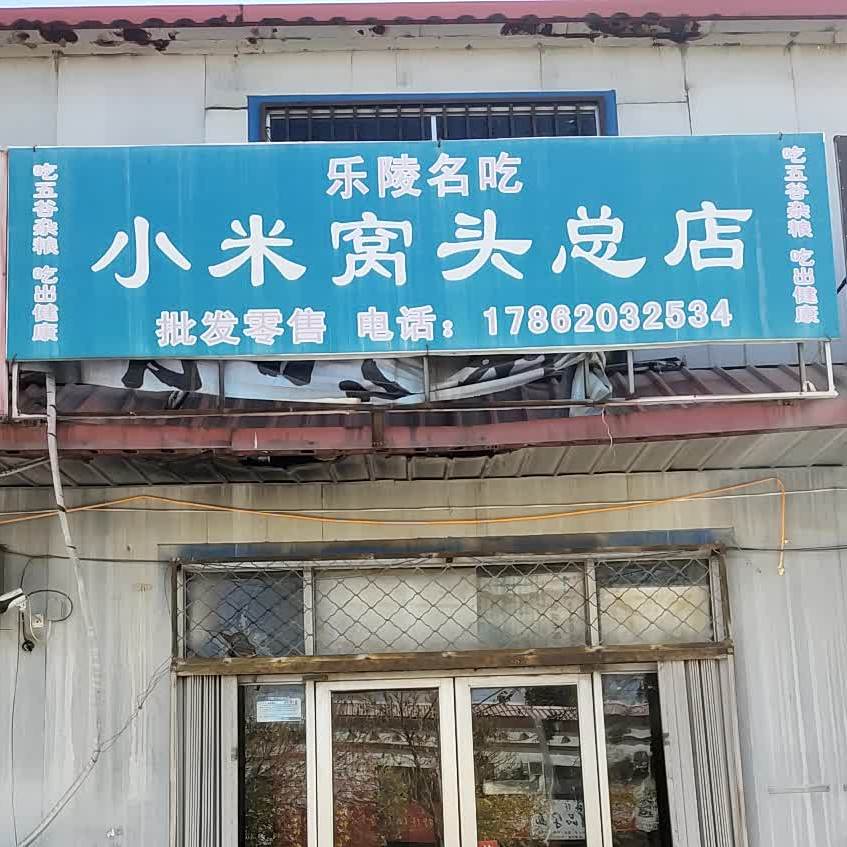 乐陵名吃
小米窝头总店
批发零售 电话：17862032534
吃五谷杂粮 吃出健康
吃五谷杂粮 吃出健康